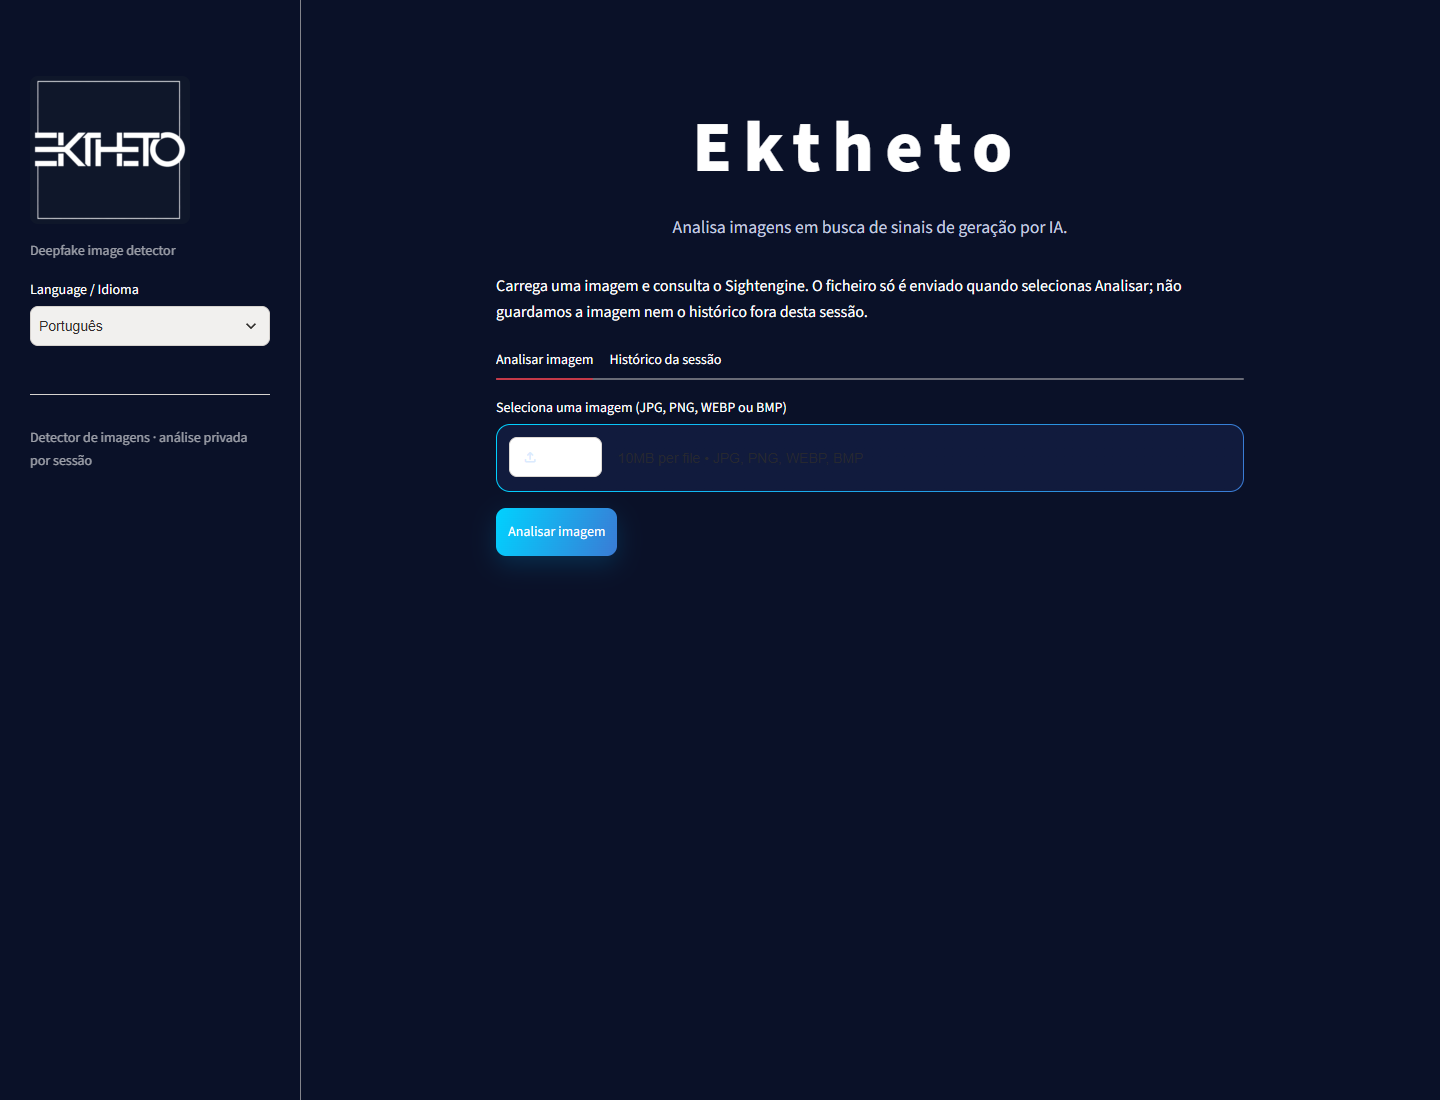 EKTHETO
Deepfake image detector
Language / Idioma
Português
Detector de imagens · análise privada
por sessão
Ektheto
Analisa imagens em busca de sinais de geração por IA.
Carrega uma imagem e consulta o Sightengine. O ficheiro só é enviado quando selecionas Analisar; não
guardamos a imagem nem o histórico fora desta sessão.
Analisar imagem Histórico da sessão
Seleciona uma imagem (JPG, PNG, WEBP ou BMP)
10MB per file • JPG, PNG, WEBP, BMP
Analisar imagem